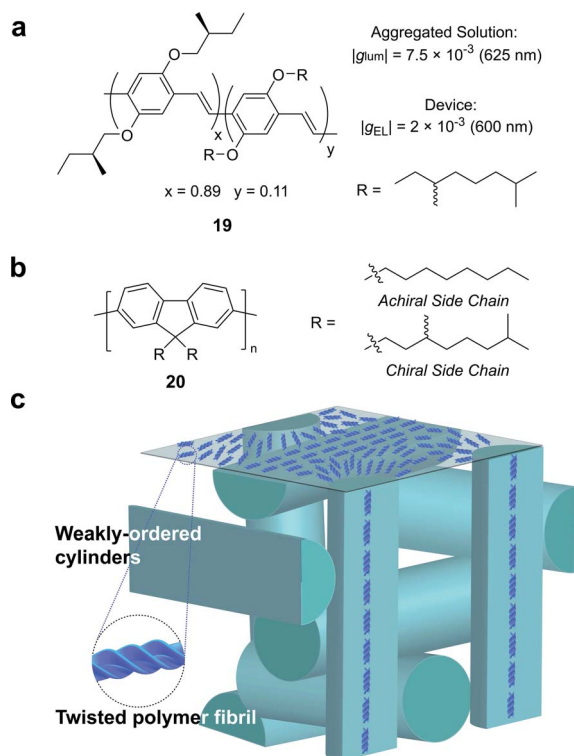 a
Aggregated Solution:
|glum| = 7.5 × 10⁻³ (625 nm)
Device:
|gEL| = 2 × 10⁻³ (600 nm)
O
O
R
O
R
O
x
y
x = 0.89 y = 0.11
R =
19
b
R R
n
20
R =
Achiral Side Chain
Chiral Side Chain
c
Weakly-ordered
cylinders
Twisted polymer fibril